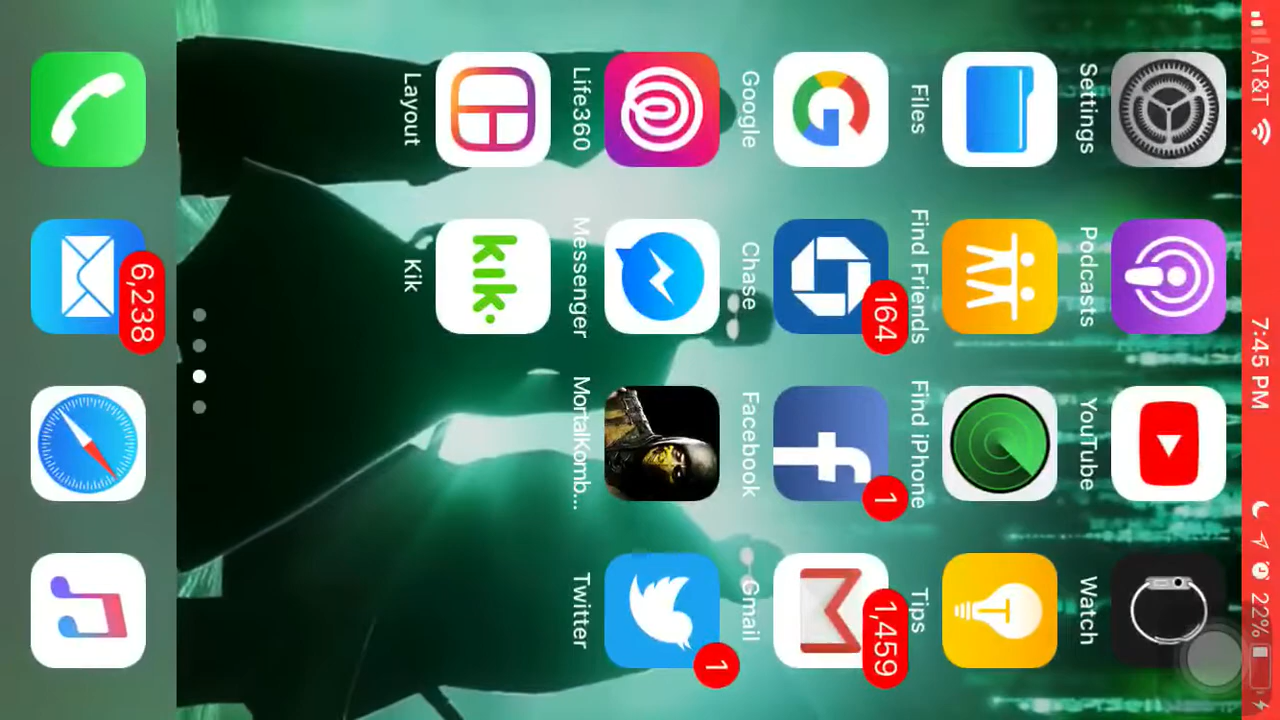 AT&T 7:45 PM 22%
Settings Podcasts YouTube Watch
Files Find Friends Find iPhone Tips
164 1 1,459
Google Chase Facebook Gmail
1
Life360 Messenger MortalKomb... Twitter
kik.
Layout Kik
6,238